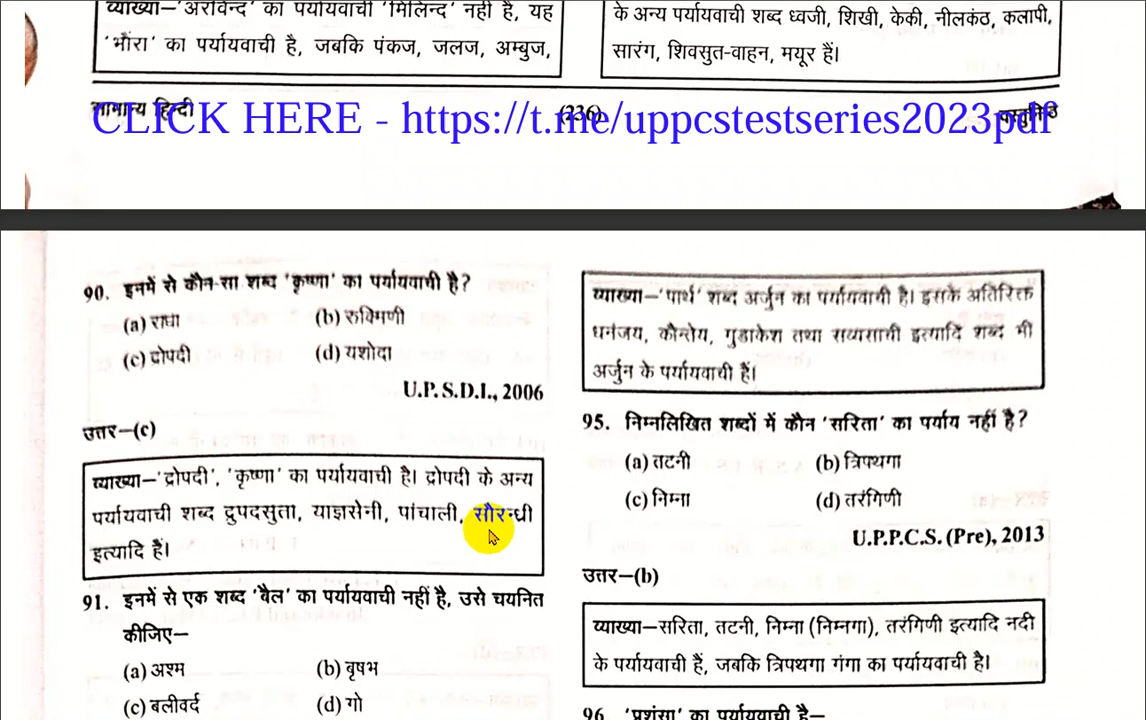 व्याख्या–'अरविन्द' का पर्यायवाची 'मिलिन्द' नहीं है, यह
'भौंरा' का पर्यायवाची है, जबकि पंकज, जलज, अम्बुज,
के अन्य पर्यायवाची शब्द ध्वजी, शिखी, केकी, नीलकंठ, कलापी,
सारंग, शिवसुत-वाहन, मयूर हैं।
सामान्य हिन्दी
(236)
CLICK HERE - https://t.me/uppcstestseries2023pdf
90. इनमें से कौन-सा शब्द 'कृष्णा' का पर्यायवाची है?
(a) राधा (b) रुक्मिणी
(c) द्रोपदी (d) यशोदा
U.P.S.D.I., 2006
उत्तर–(c)
व्याख्या–'द्रोपदी', 'कृष्णा' का पर्यायवाची है। द्रोपदी के अन्य
पर्यायवाची शब्द द्रुपदसुता, याज्ञसेनी, पांचाली, सौरन्ध्री
इत्यादि हैं।
91. इनमें से एक शब्द 'बैल' का पर्यायवाची नहीं है, उसे चयनित
कीजिए–
(a) अश्म (b) बृषभ
(c) बलीवर्द (d) गो
व्याख्या–'पार्थ' शब्द अर्जुन का पर्यायवाची है। इसके अतिरिक्त
धनंजय, कौन्तेय, गुडाकेश तथा सव्यसाची इत्यादि शब्द भी
अर्जुन के पर्यायवाची हैं।
95. निम्नलिखित शब्दों में कौन 'सरिता' का पर्याय नहीं है?
(a) तटनी (b) त्रिपथगा
(c) निम्ना (d) तरंगिणी
U.P.P.C.S. (Pre), 2013
उत्तर–(b)
व्याख्या–सरिता, तटनी, निम्ना (निम्नगा), तरंगिणी इत्यादि नदी
के पर्यायवाची हैं, जबकि त्रिपथगा गंगा का पर्यायवाची है।
96. 'प्रशंसा' का पर्यायवाची है–